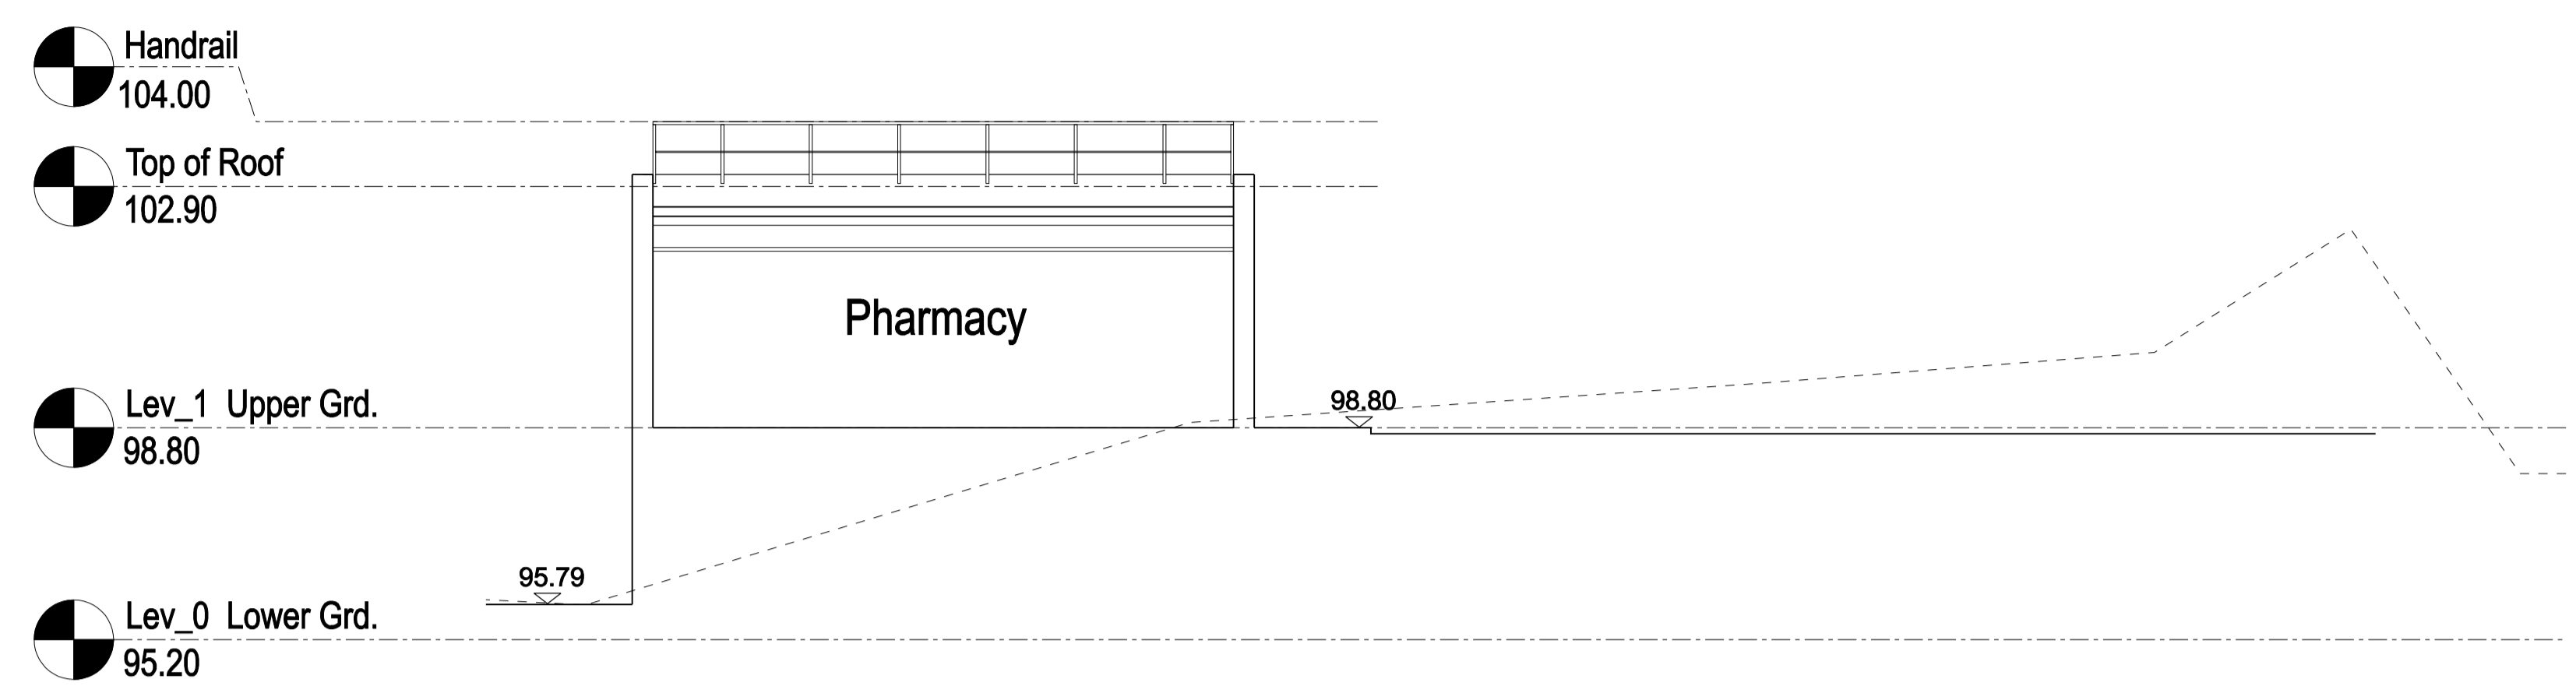 Handrail
104.00
Top of Roof
102.90
Pharmacy
Lev_1 Upper Grd.
98.80
98.80
95.79
Lev_0 Lower Grd.
95.20